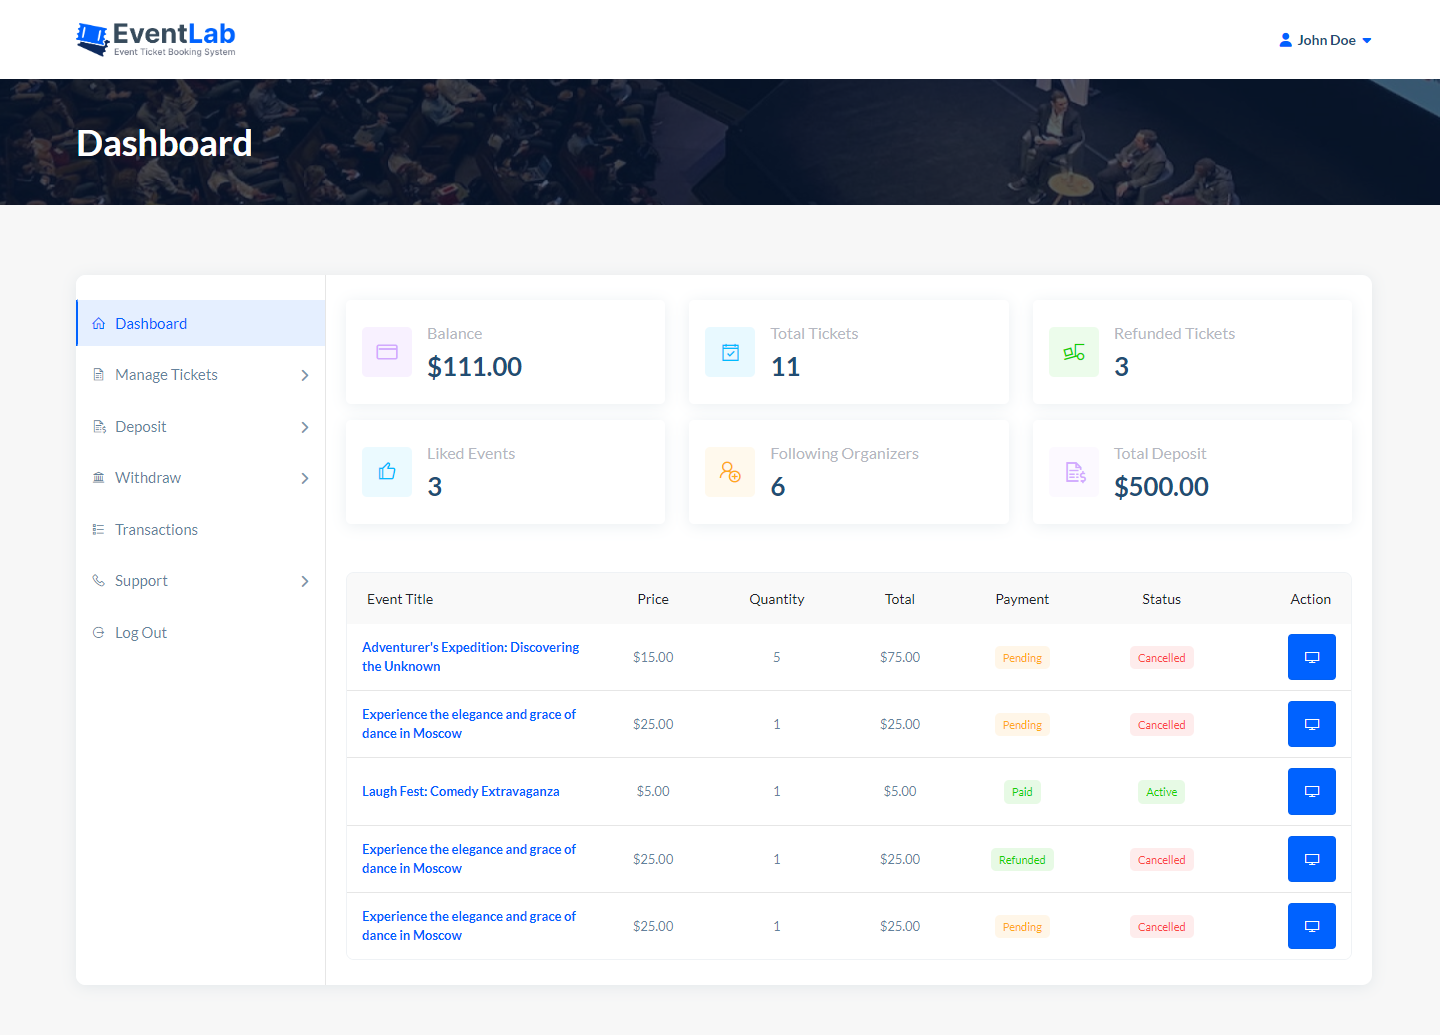 EventLab
Event Ticket Booking System
John Doe
Dashboard
Dashboard
Manage Tickets
Deposit
Withdraw
Transactions
Support
Log Out
Balance
$111.00
Total Tickets
11
Refunded Tickets
3
Liked Events
3
Following Organizers
6
Total Deposit
$500.00
Event Title Price Quantity Total Payment Status Action
Adventurer's Expedition: Discovering
the Unknown
$15.00 5 $75.00 Pending Cancelled
Experience the elegance and grace of
dance in Moscow
$25.00 1 $25.00 Pending Cancelled
Laugh Fest: Comedy Extravaganza $5.00 1 $5.00 Paid Active
Experience the elegance and grace of
dance in Moscow
$25.00 1 $25.00 Refunded Cancelled
Experience the elegance and grace of
dance in Moscow
$25.00 1 $25.00 Pending Cancelled